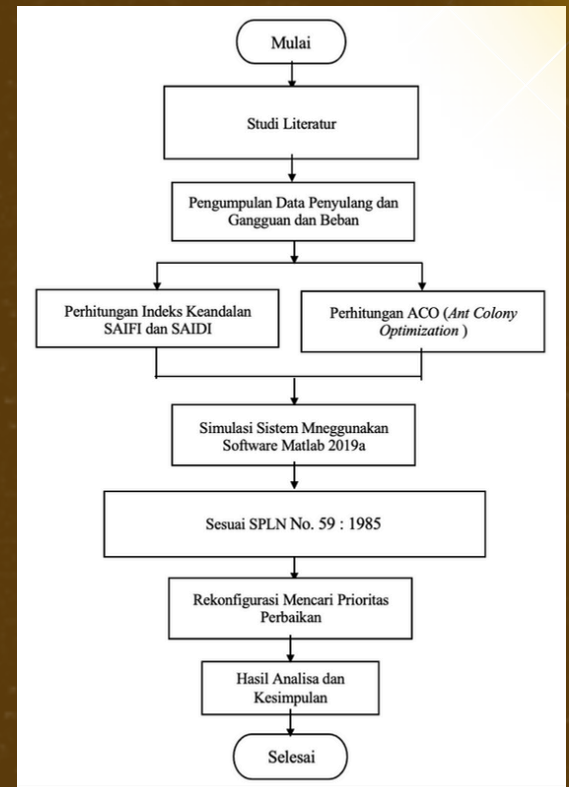 Mulai
Studi Literatur
Pengumpulan Data Penyulang dan
Gangguan dan Beban
Perhitungan Indeks Keandalan
SAIFI dan SAIDI
Perhitungan ACO (Ant Colony
Optimization )
Simulasi Sistem Mneggunakan
Software Matlab 2019a
Sesuai SPLN No. 59 : 1985
Rekonfigurasi Mencari Prioritas
Perbaikan
Hasil Analisa dan
Kesimpulan
Selesai